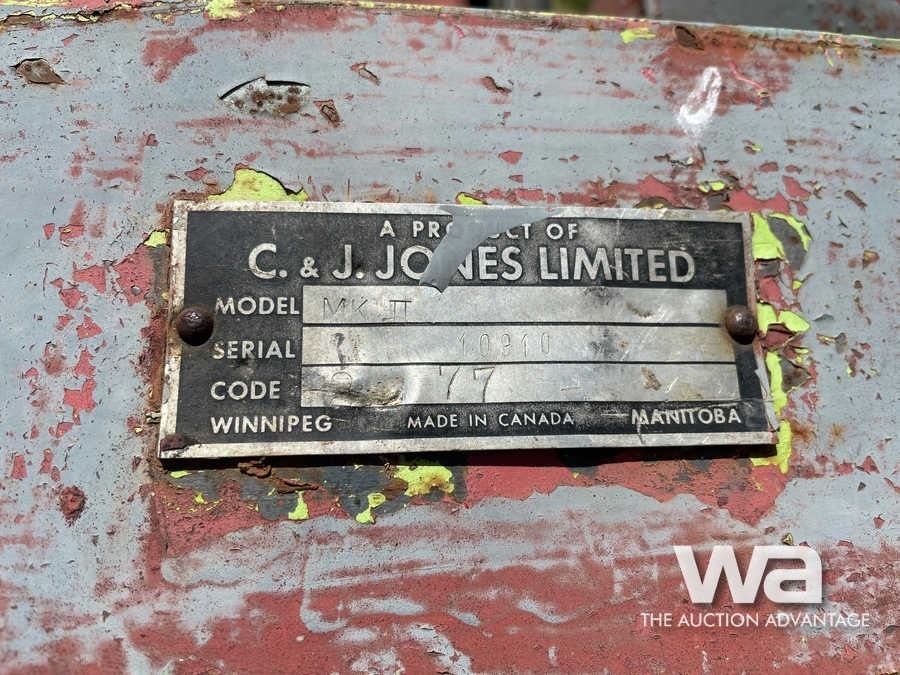 A PRODUCT OF
C. & J. JONES LIMITED
MODEL MK II
SERIAL 10910
CODE 77
WINNIPEG MADE IN CANADA MANITOBA
wa
THE AUCTION ADVANTAGE